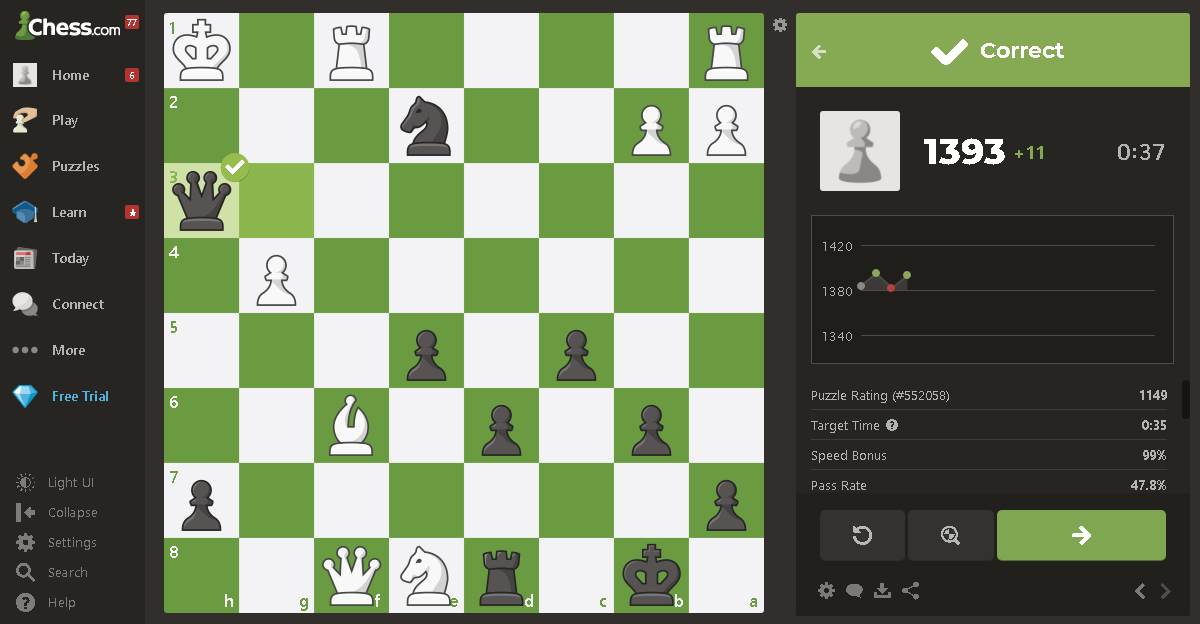 Chess.com 77
Home 6
Play
Puzzles
Learn
Today
Connect
More
Free Trial
Light UI
Collapse
Settings
Search
Help
1
2
3
4
5
6
7
8
h g f e d c b a
Correct
1393 +11 0:37
1420
1380
1340
Puzzle Rating (#552058) 1149
Target Time ? 0:35
Speed Bonus 99%
Pass Rate 47.8%